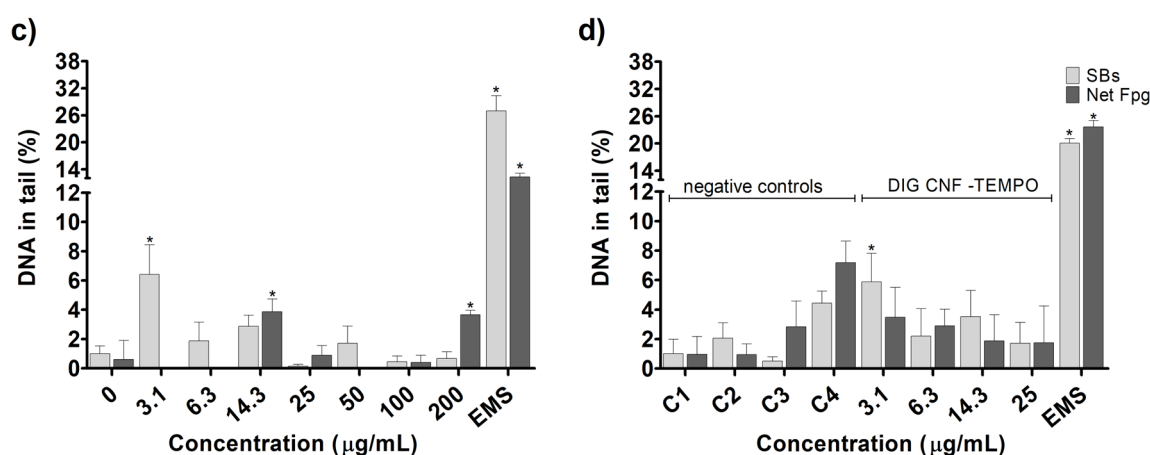 c)
DNA in tail (%)
38
32
26
20
14
12
10
8
6
4
2
0
*
*
*
*
*
0 3.1 6.3 14.3 25 50 100 200 EMS
Concentration (μg/mL)
d)
DNA in tail (%)
38
32
26
20
14
12
10
8
6
4
2
0
SBs
Net Fpg
negative controls
DIG CNF -TEMPO
*
*
*
C1 C2 C3 C4 3.1 6.3 14.3 25 EMS
Concentration (μg/mL)